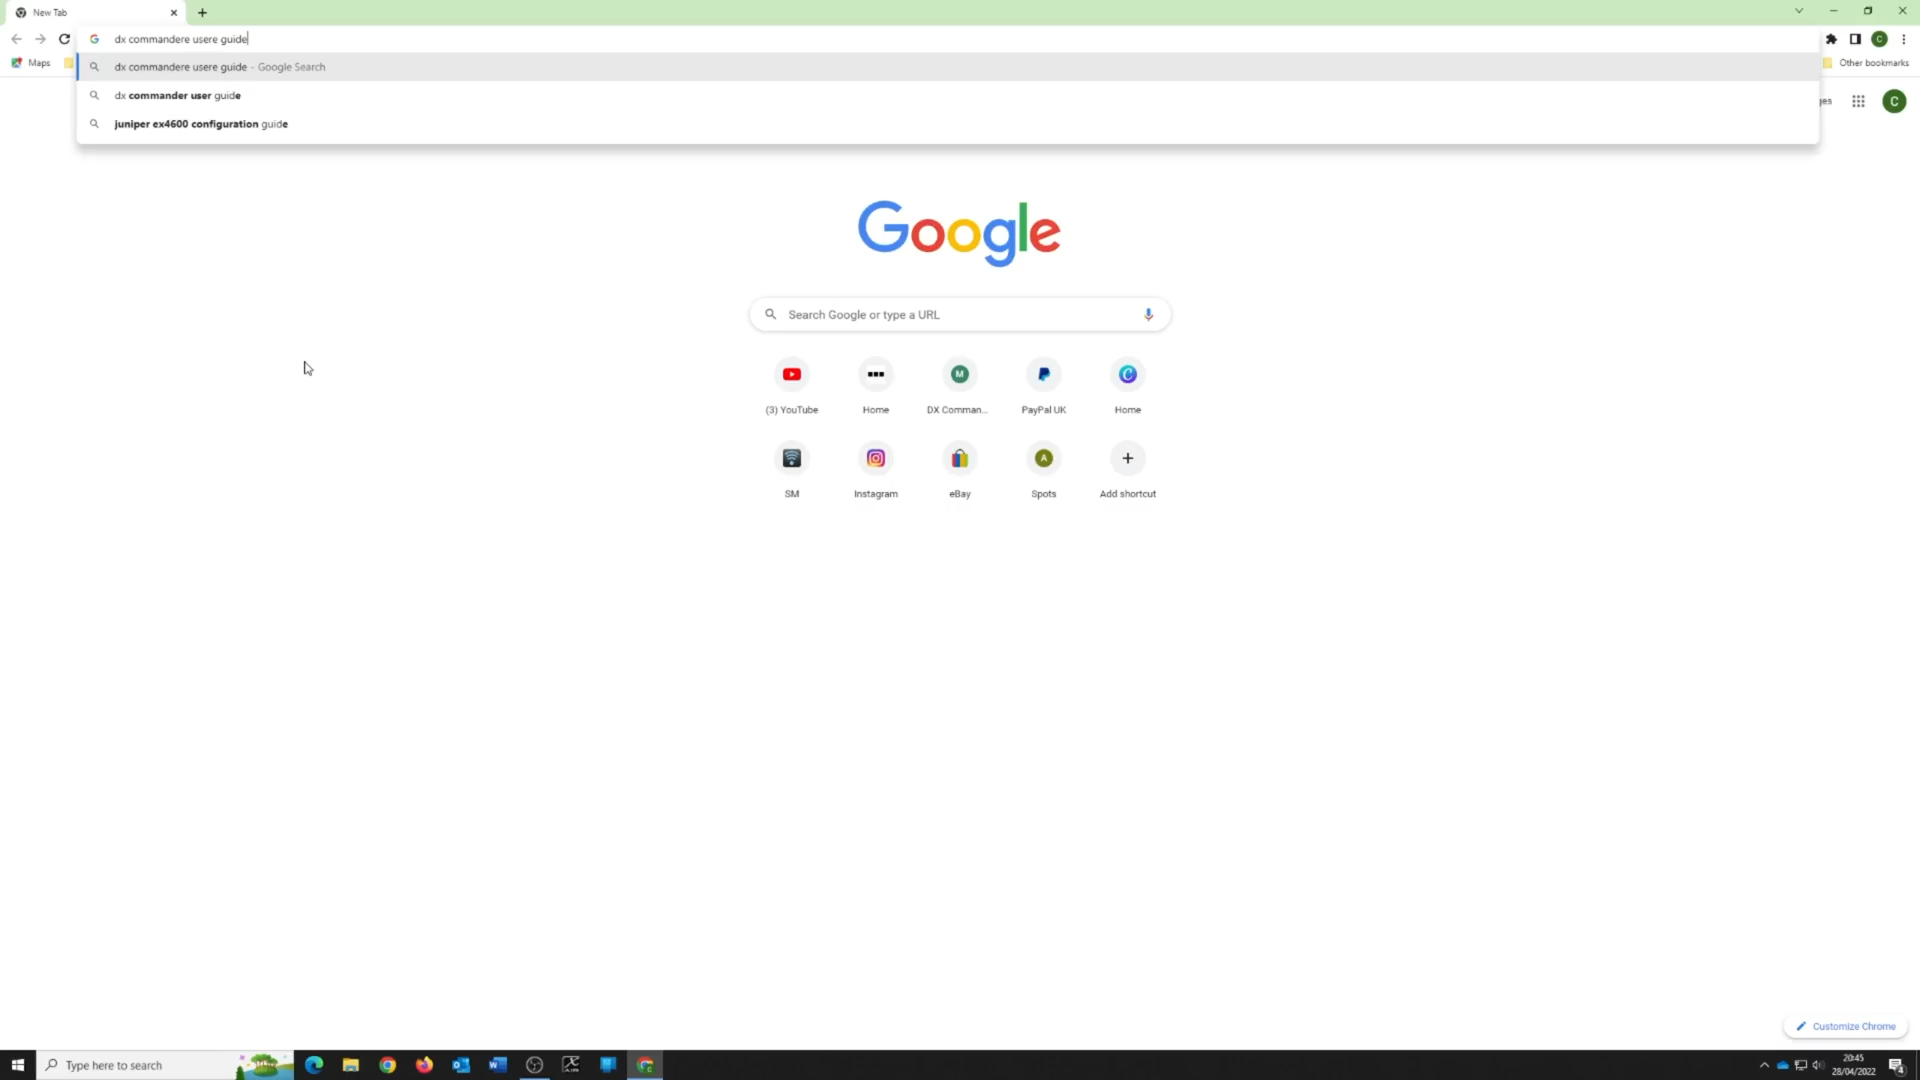 New Tab
dx commandere usere guide
Maps
dx commandere usere guide - Google Search
Other bookmarks
dx commander user guide
C
juniper ex4600 configuration guide
Google
Search Google or type a URL
M
(3) YouTube
Home
DX Comman...
PayPal UK
Home
A
SM
Instagram
eBay
Spots
Add shortcut
Customize Chrome
Type here to search
20:45
28/04/2022
4